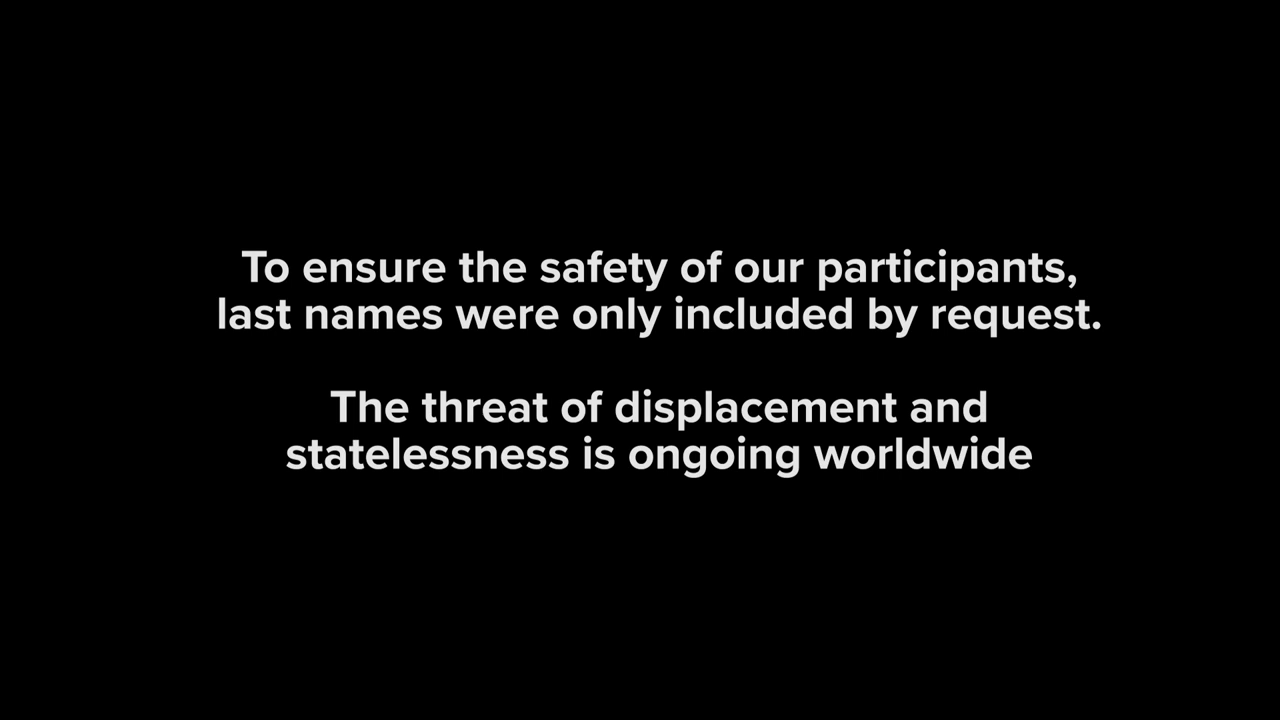 To ensure the safety of our participants,
last names were only included by request.
The threat of displacement and
statelessness is ongoing worldwide